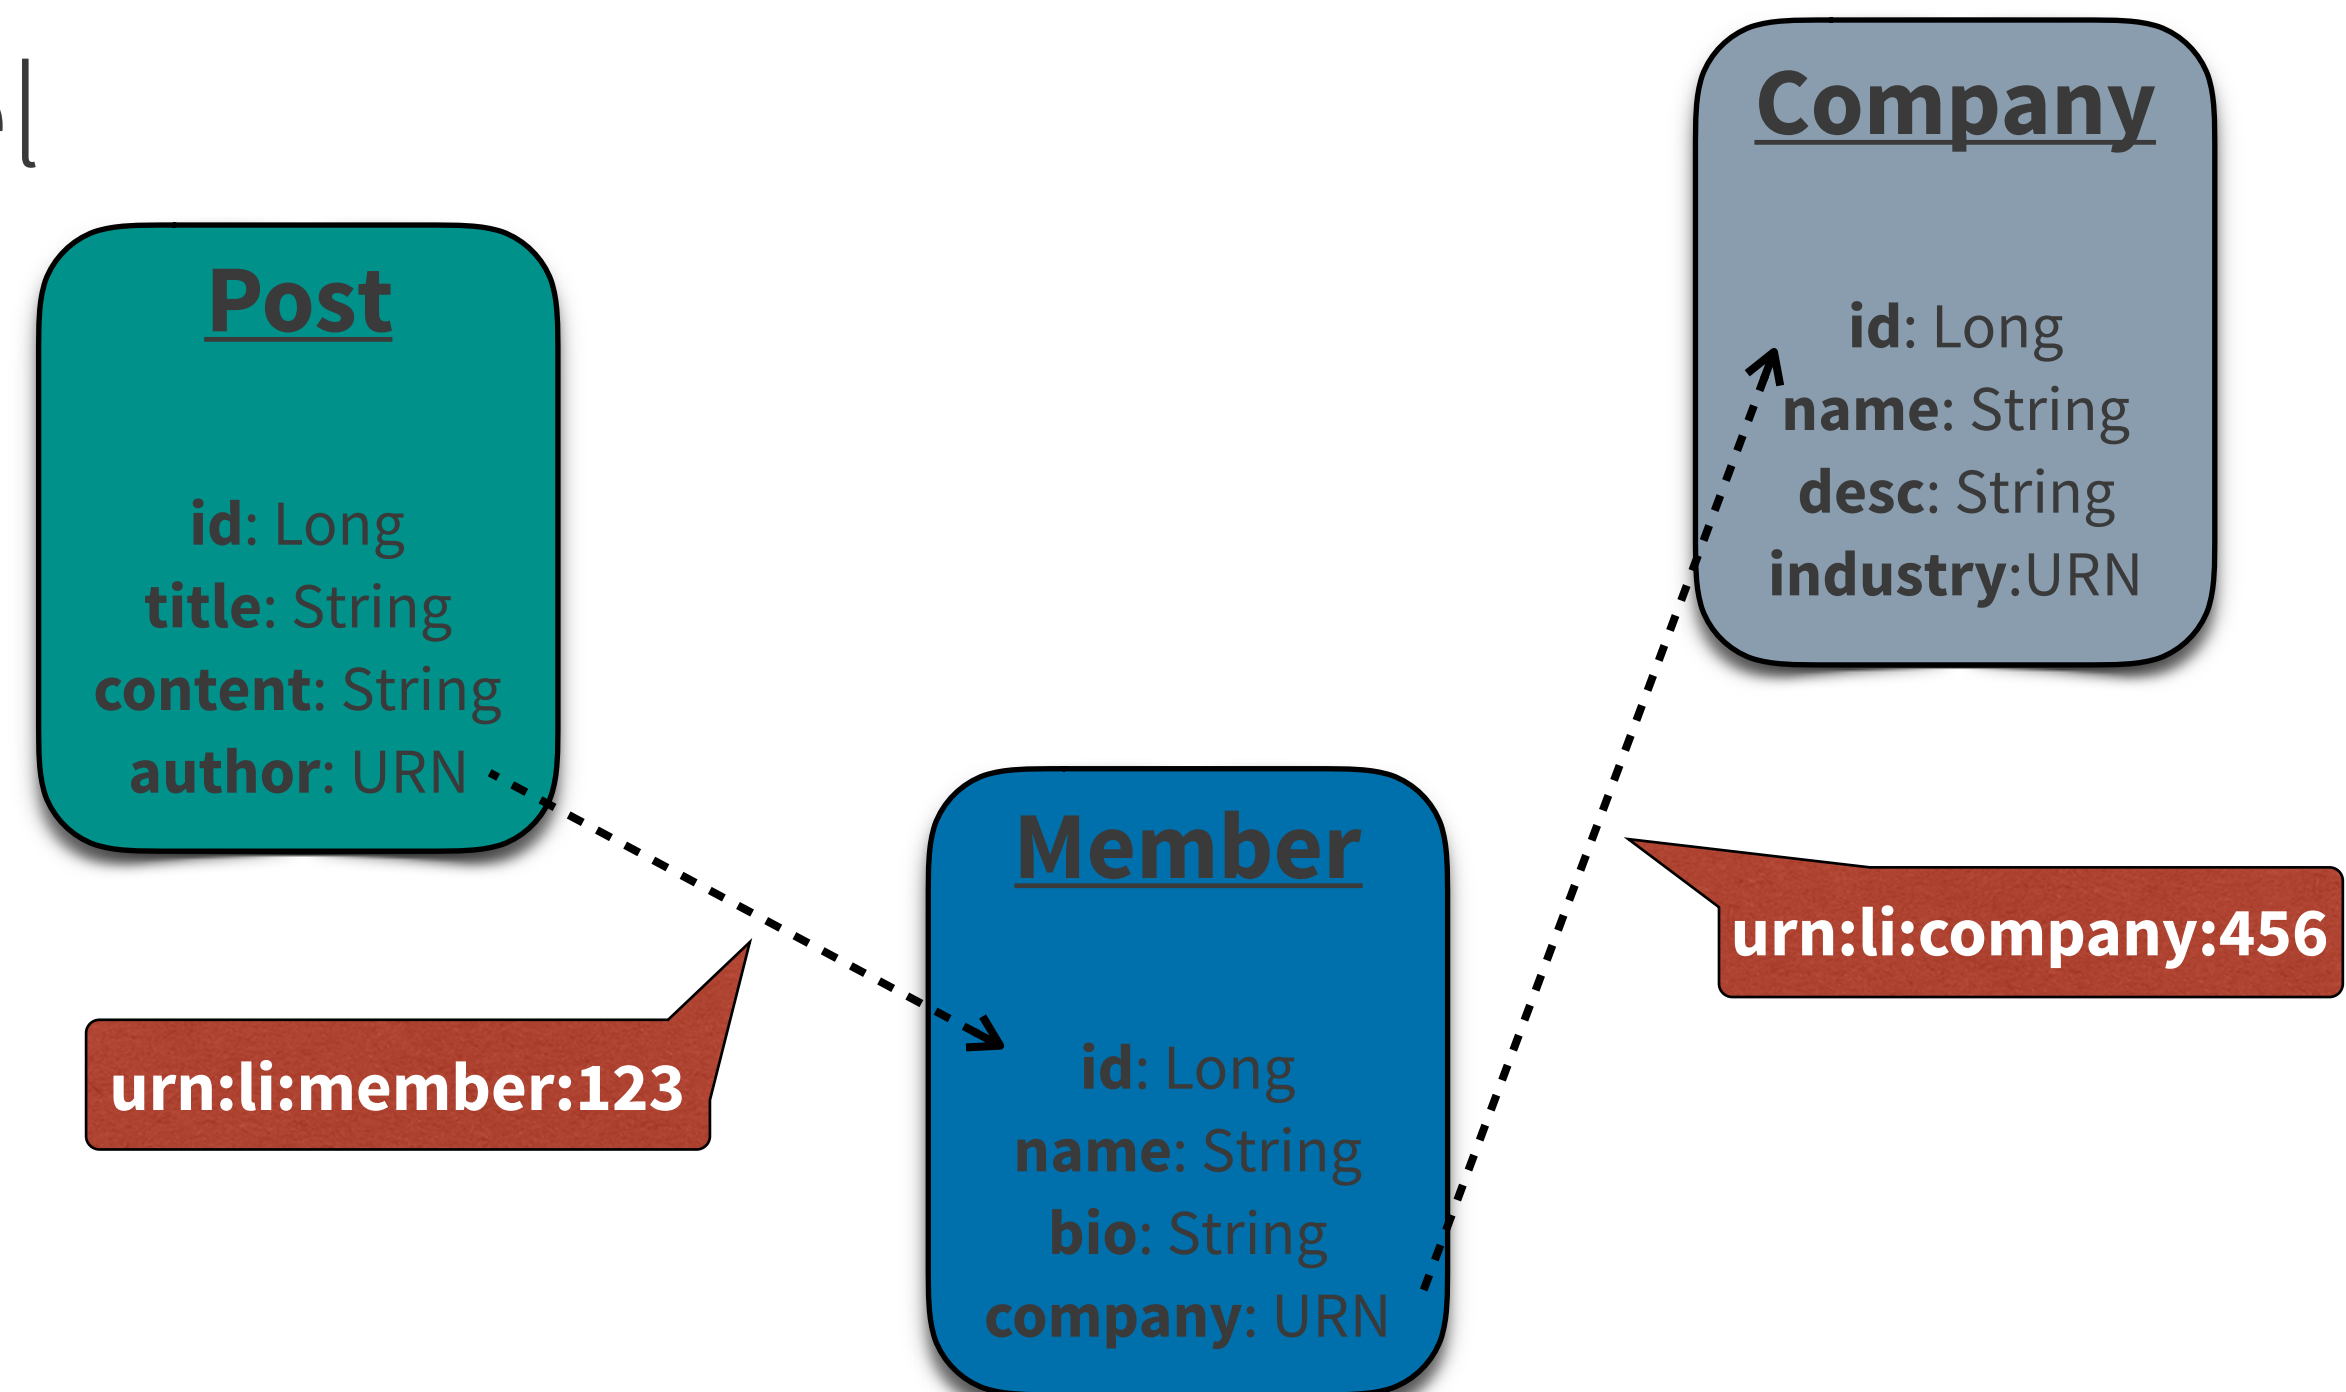 el
Post
id: Long
title: String
content: String
author: URN
urn:li:member:123
Member
id: Long
name: String
bio: String
company: URN
Company
id: Long
name: String
desc: String
industry:URN
urn:li:company:456